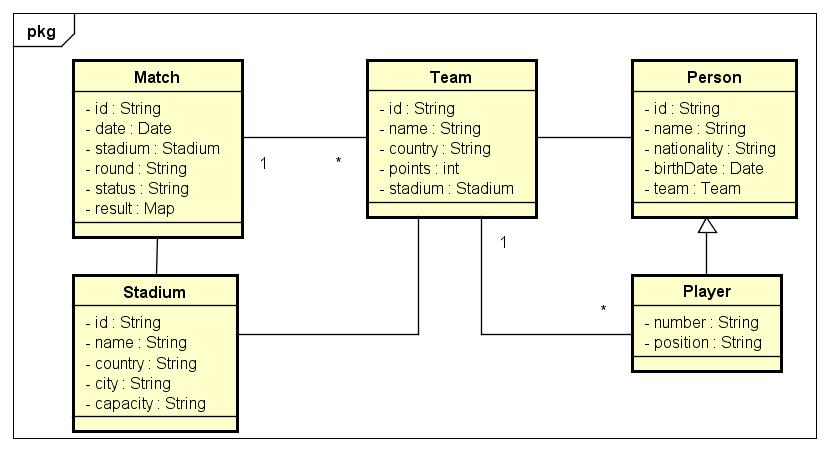 pkg
Match
- id : String
- date : Date
- stadium : Stadium
- round : String
- status : String
- result : Map
Team
- id : String
- name : String
- country : String
- points : int
- stadium : Stadium
Person
- id : String
- name : String
- nationality : String
- birthDate : Date
- team : Team
1
*
1
*
Stadium
- id : String
- name : String
- country : String
- city : String
- capacity : String
Player
- number : String
- position : String